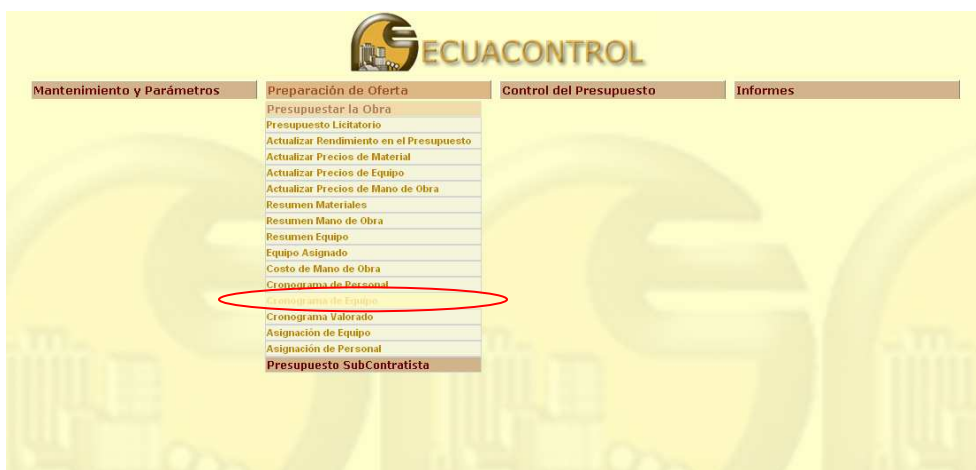 ECUACONTROL
Mantenimiento y Parámetros Preparación de Oferta Control del Presupuesto Informes
Presupuestar la Obra
Presupuesto Licitatorio
Actualizar Rendimiento en el Presupuesto
Actualizar Precios de Material
Actualizar Precios de Equipo
Actualizar Precios de Mano de Obra
Resumen Materiales
Resumen Mano de Obra
Resumen Equipo
Equipo Asignado
Costo de Mano de Obra
Cronograma de Personal
Cronograma de Equipo
Cronograma Valorado
Asignación de Equipo
Asignación de Personal
Presupuesto SubContratista